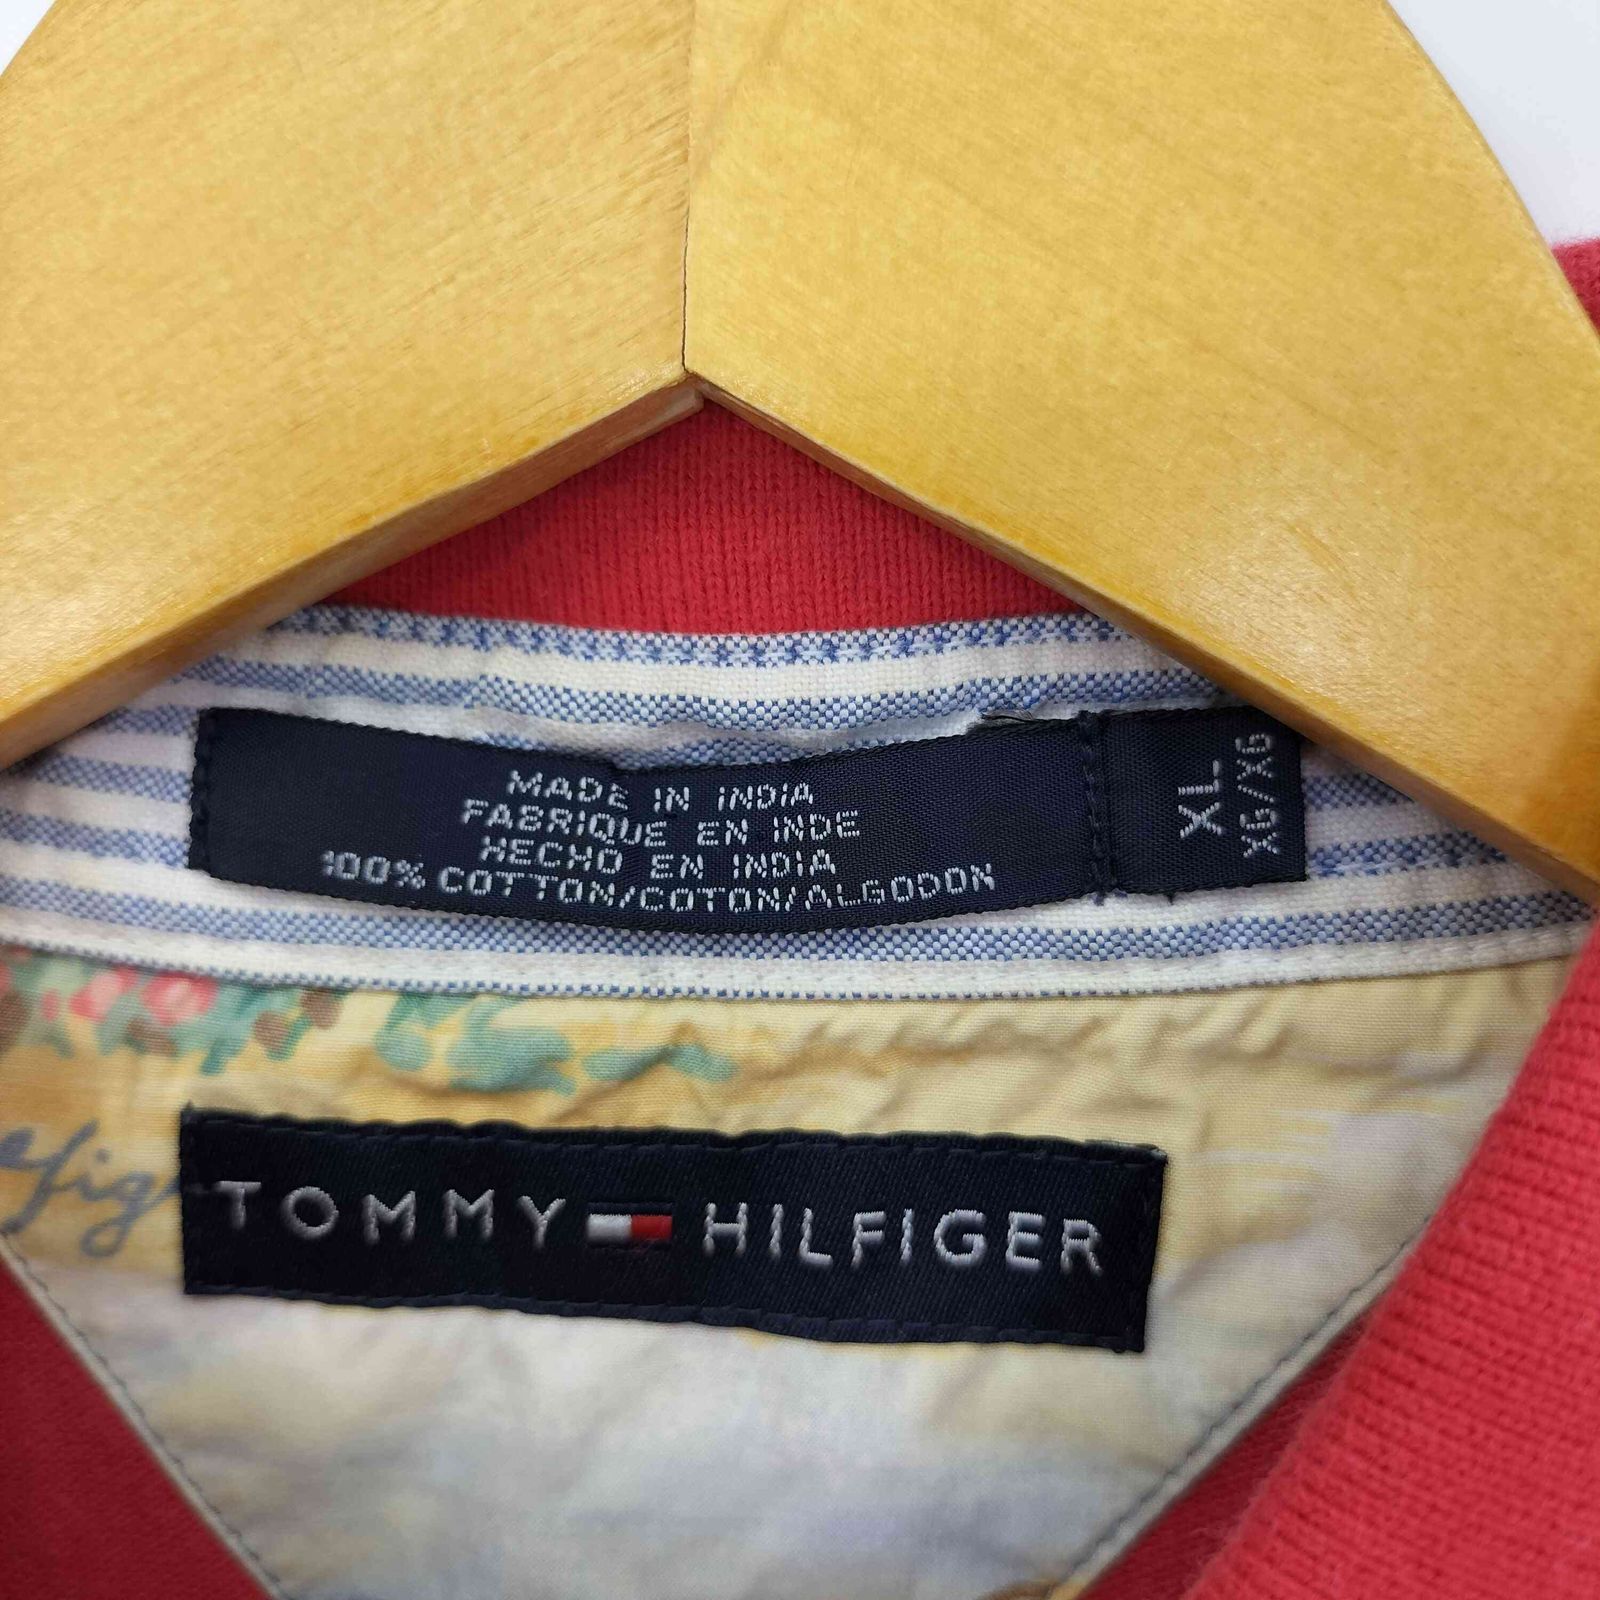 MADE IN INDIA
FABRIQUE EN INDE
HECHO EN INDIA
100% COTTON/COTON/ALGODON
XL
XG/XG
TOMMY HILFIGER